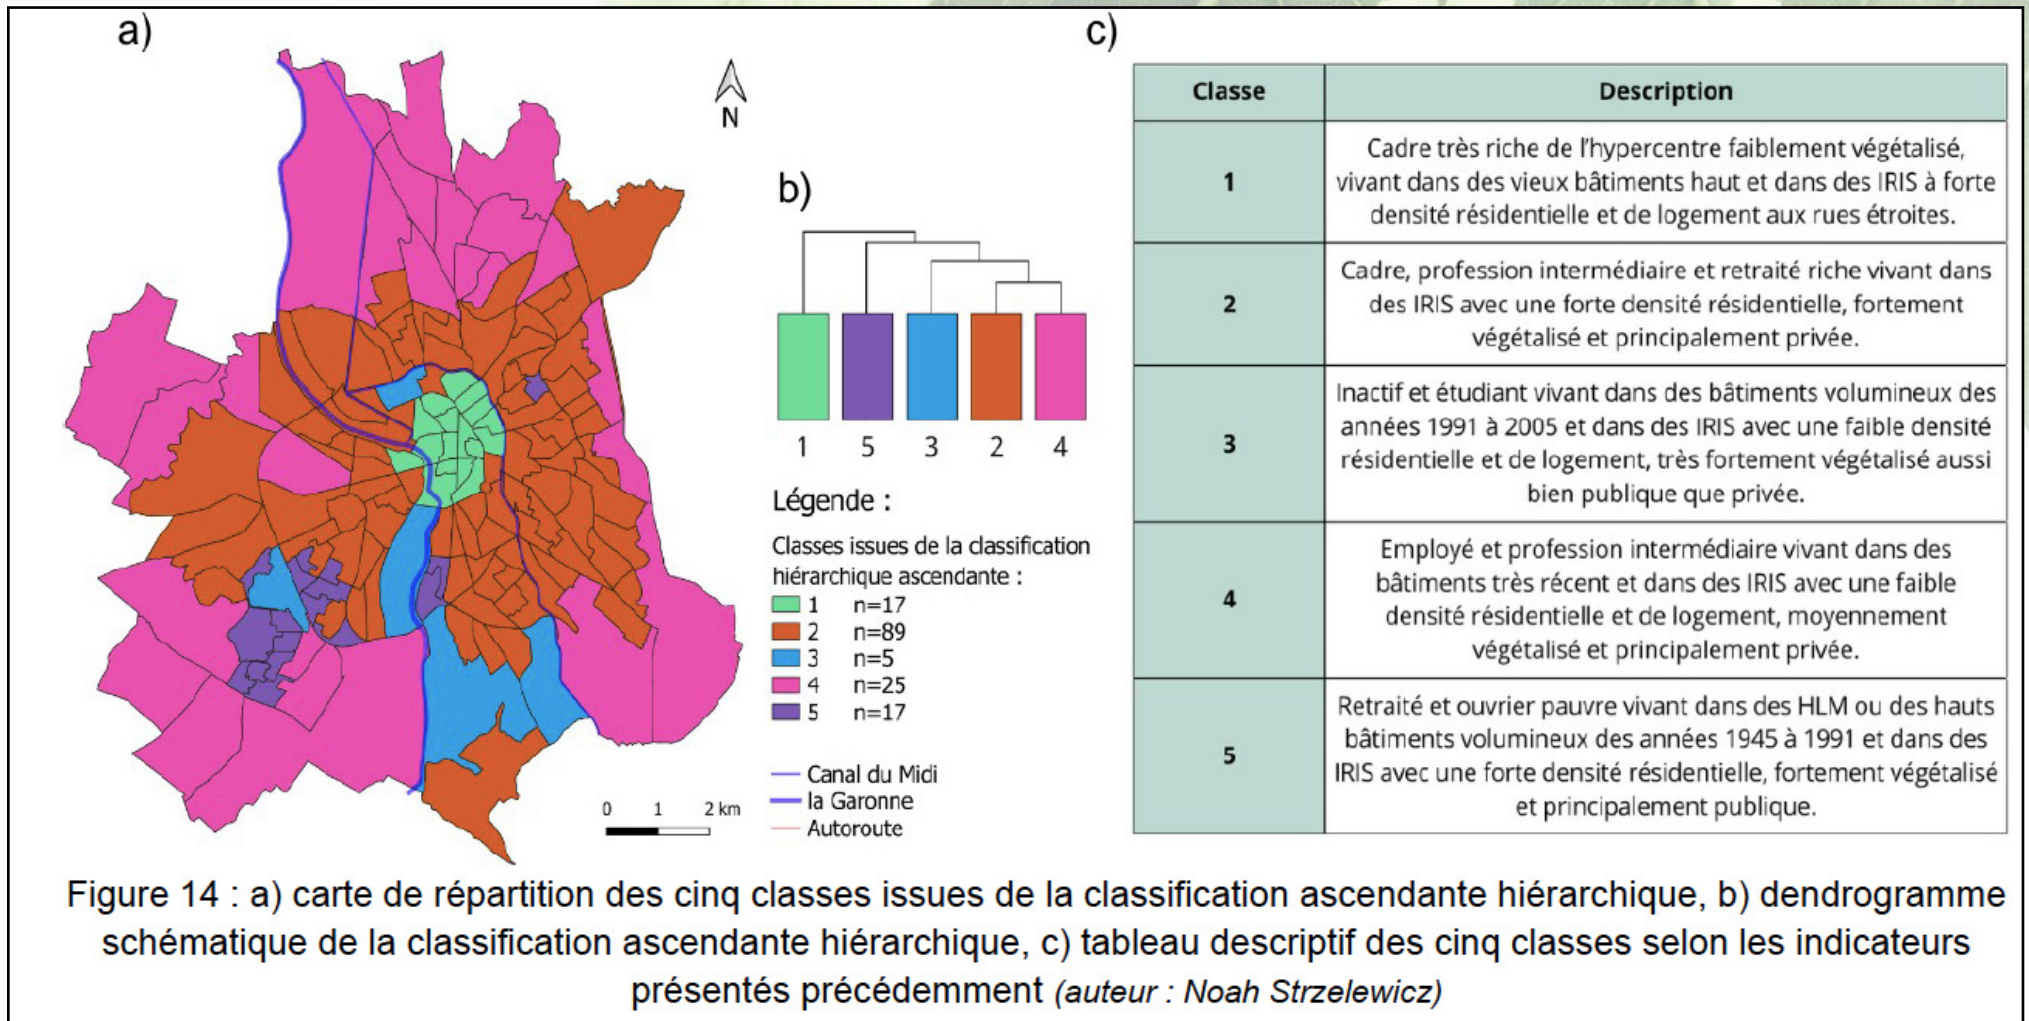 a)
N
b)
1 5 3 2 4
Légende :
Classes issues de la classification
hiérarchique ascendante :
1 n=17
2 n=89
3 n=5
4 n=25
5 n=17
Canal du Midi
la Garonne
Autoroute
0 1 2 km
c)
Classe Description
1
Cadre très riche de l'hypercentre faiblement végétalisé,
vivant dans des vieux bâtiments haut et dans des IRIS à forte
densité résidentielle et de logement aux rues étroites.
2
Cadre, profession intermédiaire et retraité riche vivant dans
des IRIS avec une forte densité résidentielle, fortement
végétalisé et principalement privée.
3
Inactif et étudiant vivant dans des bâtiments volumineux des
années 1991 à 2005 et dans des IRIS avec une faible densité
résidentielle et de logement, très fortement végétalisé aussi
bien publique que privée.
4
Employé et profession intermédiaire vivant dans des
bâtiments très récent et dans des IRIS avec une faible
densité résidentielle et de logement, moyennement
végétalisé et principalement privée.
5
Retraité et ouvrier pauvre vivant dans des HLM ou des hauts
bâtiments volumineux des années 1945 à 1991 et dans des
IRIS avec une forte densité résidentielle, fortement végétalisé
et principalement publique.
Figure 14 : a) carte de répartition des cinq classes issues de la classification ascendante hiérarchique, b) dendrogramme
schématique de la classification ascendante hiérarchique, c) tableau descriptif des cinq classes selon les indicateurs
présentés précédemment (auteur : Noah Strzelewicz)